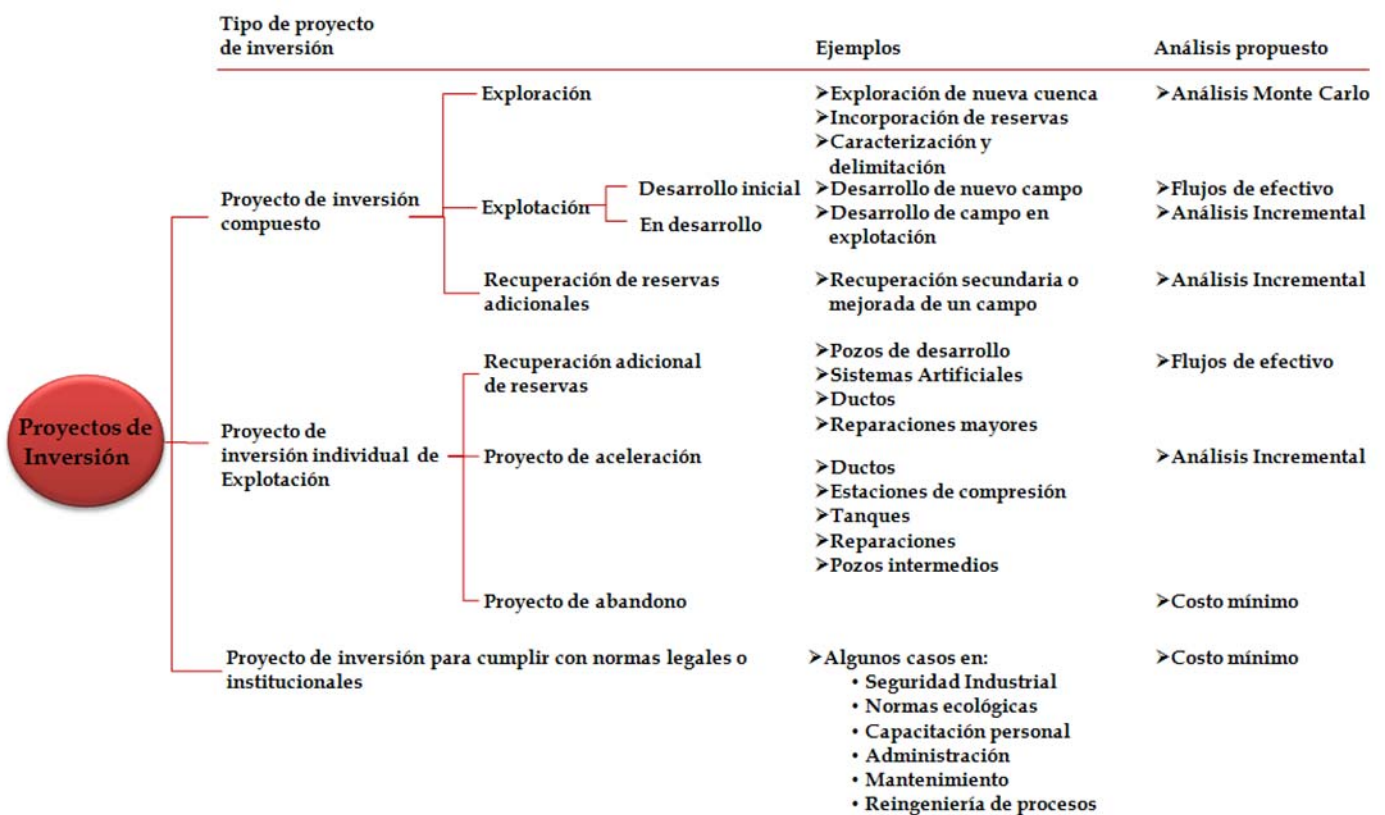 Tipo de proyecto
de inversión
Ejemplos
Análisis propuesto
Exploración
➤Exploración de nueva cuenca
➤Incorporación de reservas
➤Caracterización y
delimitación
➤Análisis Monte Carlo
Proyecto de inversión
compuesto
Explotación
Desarrollo inicial
➤Desarrollo de nuevo campo
➤Flujos de efectivo
En desarrollo
➤Desarrollo de campo en
explotación
➤Análisis Incremental
Recuperación de reservas
adicionales
➤Recuperación secundaria o
mejorada de un campo
➤Análisis Incremental
Proyectos de
Inversión
Proyecto de
inversión individual de
Explotación
Recuperación adicional
de reservas
➤Pozos de desarrollo
➤Sistemas Artificiales
➤Ductos
➤Reparaciones mayores
➤Flujos de efectivo
Proyecto de aceleración
➤Ductos
➤Estaciones de compresión
➤Tanques
➤Reparaciones
➤Pozos intermedios
➤Análisis Incremental
Proyecto de abandono
➤Costo mínimo
Proyecto de inversión para cumplir con normas legales o
institucionales
➤Algunos casos en:
• Seguridad Industrial
• Normas ecológicas
• Capacitación personal
• Administración
• Mantenimiento
• Reingeniería de procesos
➤Costo mínimo